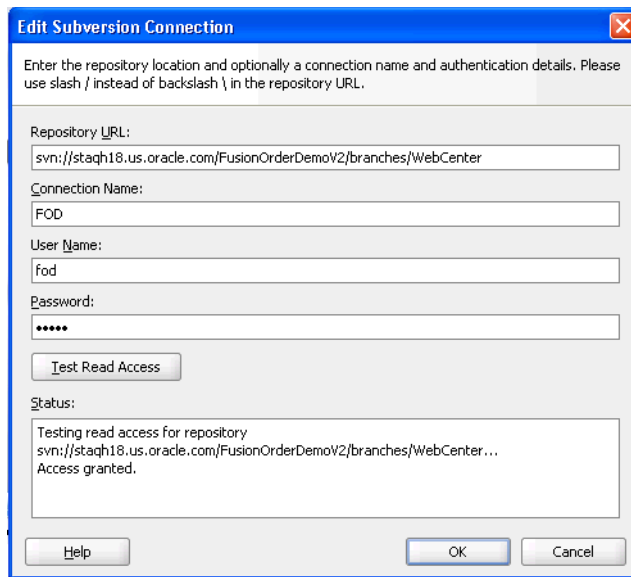 Edit Subversion Connection
Enter the repository location and optionally a connection name and authentication details. Please
use slash / instead of backslash \ in the repository URL.
Repository URL:
svn://staqh18.us.oracle.com/FusionOrderDemoV2/branches/WebCenter
Connection Name:
FOD
User Name:
fod
Password:
•••••
Test Read Access
Status:
Testing read access for repository
svn://staqh18.us.oracle.com/FusionOrderDemoV2/branches/WebCenter...
Access granted.
Help
OK
Cancel